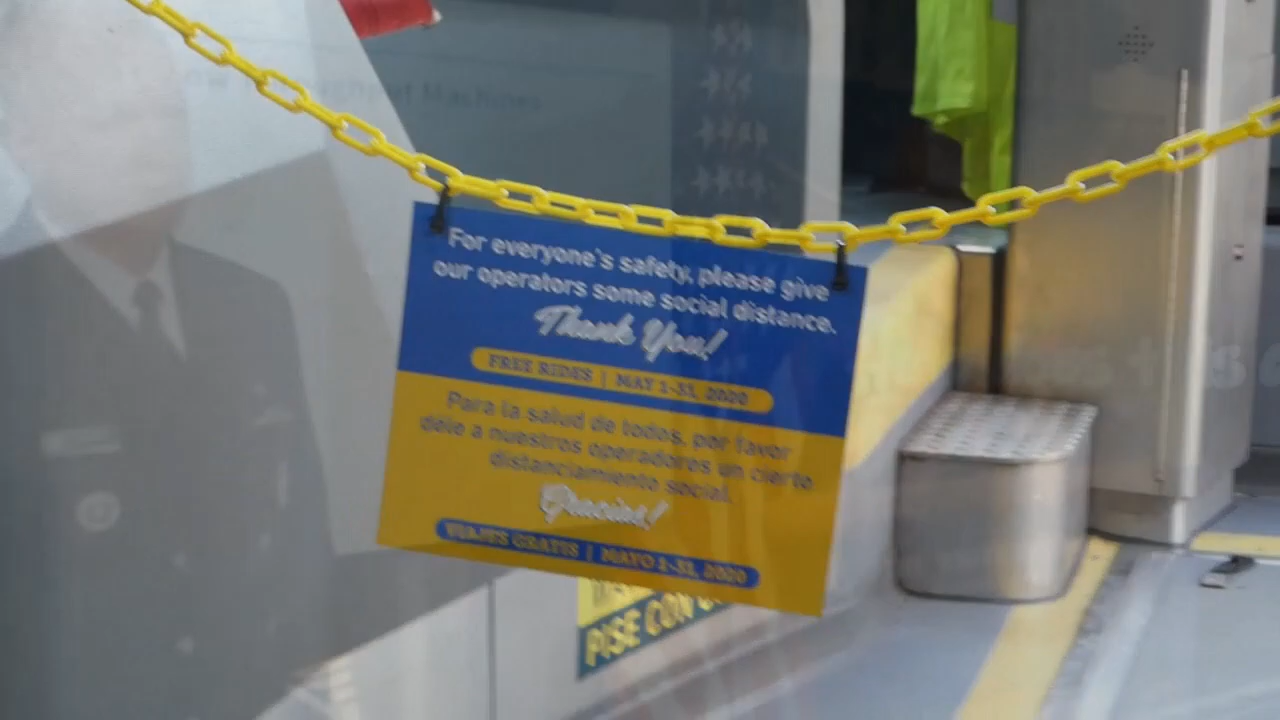 For everyone's safety, please give
our operators some social distance.
Thank You!
FREE RIDES | MAY 1-31, 2020
Para la salud de todos, por favor
dele a nuestros operadores un cierto
distanciamiento social.
Gracias!
VIAJES GRATIS | MAYO 1-31, 2020
PISE CON